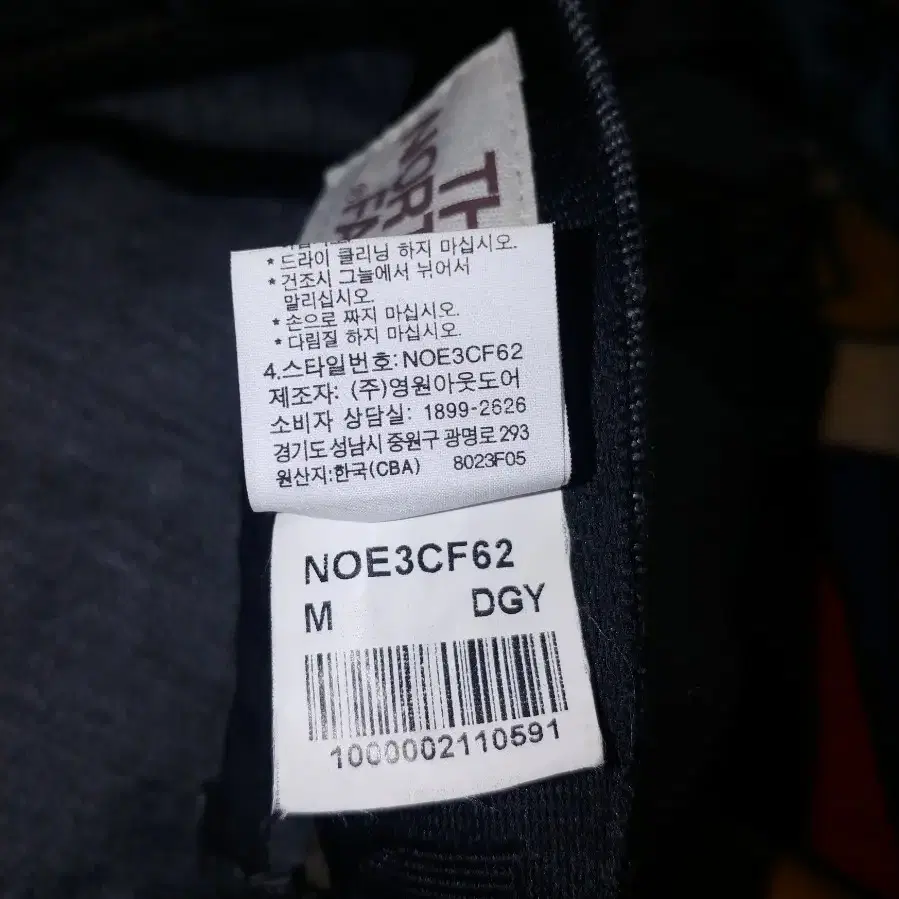 TH
NOR
FA
* 드라이 클리닝 하지 마십시오.
* 건조시 그늘에서 뉘어서
말리십시오.
* 손으로 짜지 마십시오.
* 다림질 하지 마십시오.
4.스타일번호: NOE3CF62
제조자: (주)영원아웃도어
소비자 상담실: 1899-2626
경기도 성남시 중원구 광명로 293
원산지:한국(CBA) 8023F05
NOE3CF62
M DGY
1000002110591